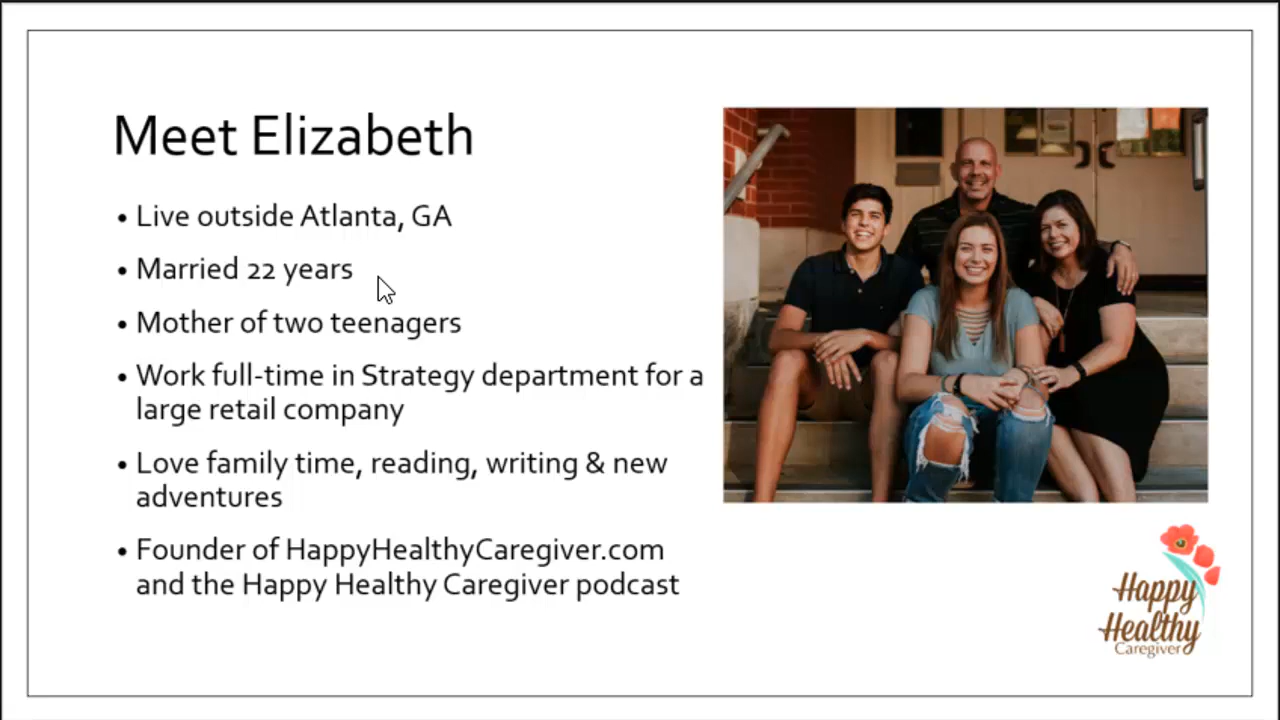 Meet Elizabeth
• Live outside Atlanta, GA
• Married 22 years
• Mother of two teenagers
• Work full-time in Strategy department for a
large retail company
• Love family time, reading, writing & new
adventures
• Founder of HappyHealthyCaregiver.com
and the Happy Healthy Caregiver podcast
Happy
Healthy
Caregiver